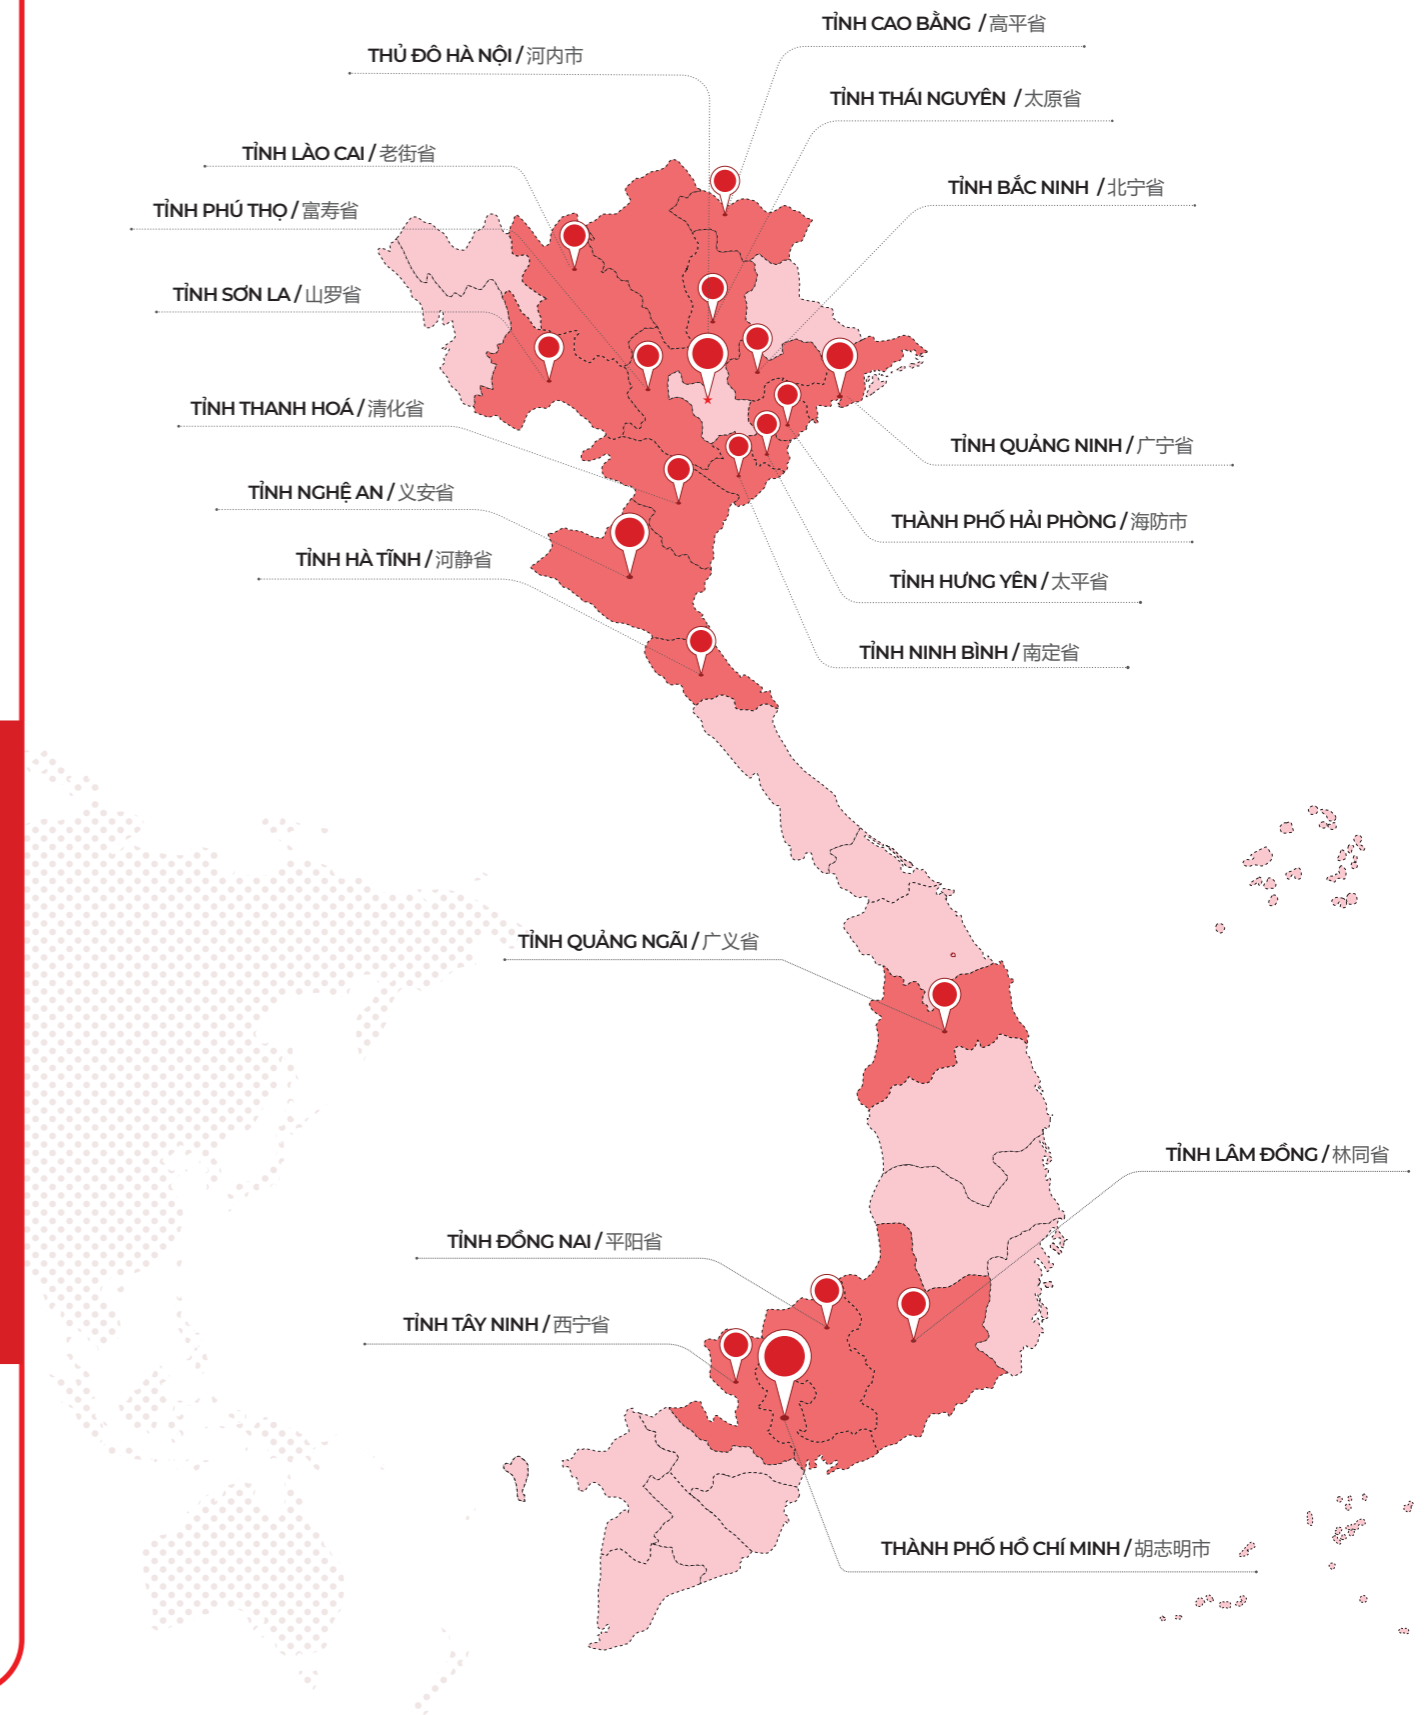 TỈNH CAO BẰNG / 高平省
THỦ ĐÔ HÀ NỘI / 河内市
TỈNH THÁI NGUYÊN / 太原省
TỈNH LÀO CAI / 老街省
TỈNH BẮC NINH / 北宁省
TỈNH PHÚ THỌ / 富寿省
TỈNH SƠN LA / 山罗省
TỈNH THANH HOÁ / 清化省
TỈNH QUẢNG NINH / 广宁省
TỈNH NGHỆ AN / 义安省
THÀNH PHỐ HẢI PHÒNG / 海防市
TỈNH HÀ TĨNH / 河静省
TỈNH HƯNG YÊN / 太平省
TỈNH NINH BÌNH / 南定省
TỈNH QUẢNG NGÃI / 广义省
TỈNH LÂM ĐỒNG / 林同省
TỈNH ĐỒNG NAI / 平阳省
TỈNH TÂY NINH / 西宁省
THÀNH PHỐ HỒ CHÍ MINH / 胡志明市